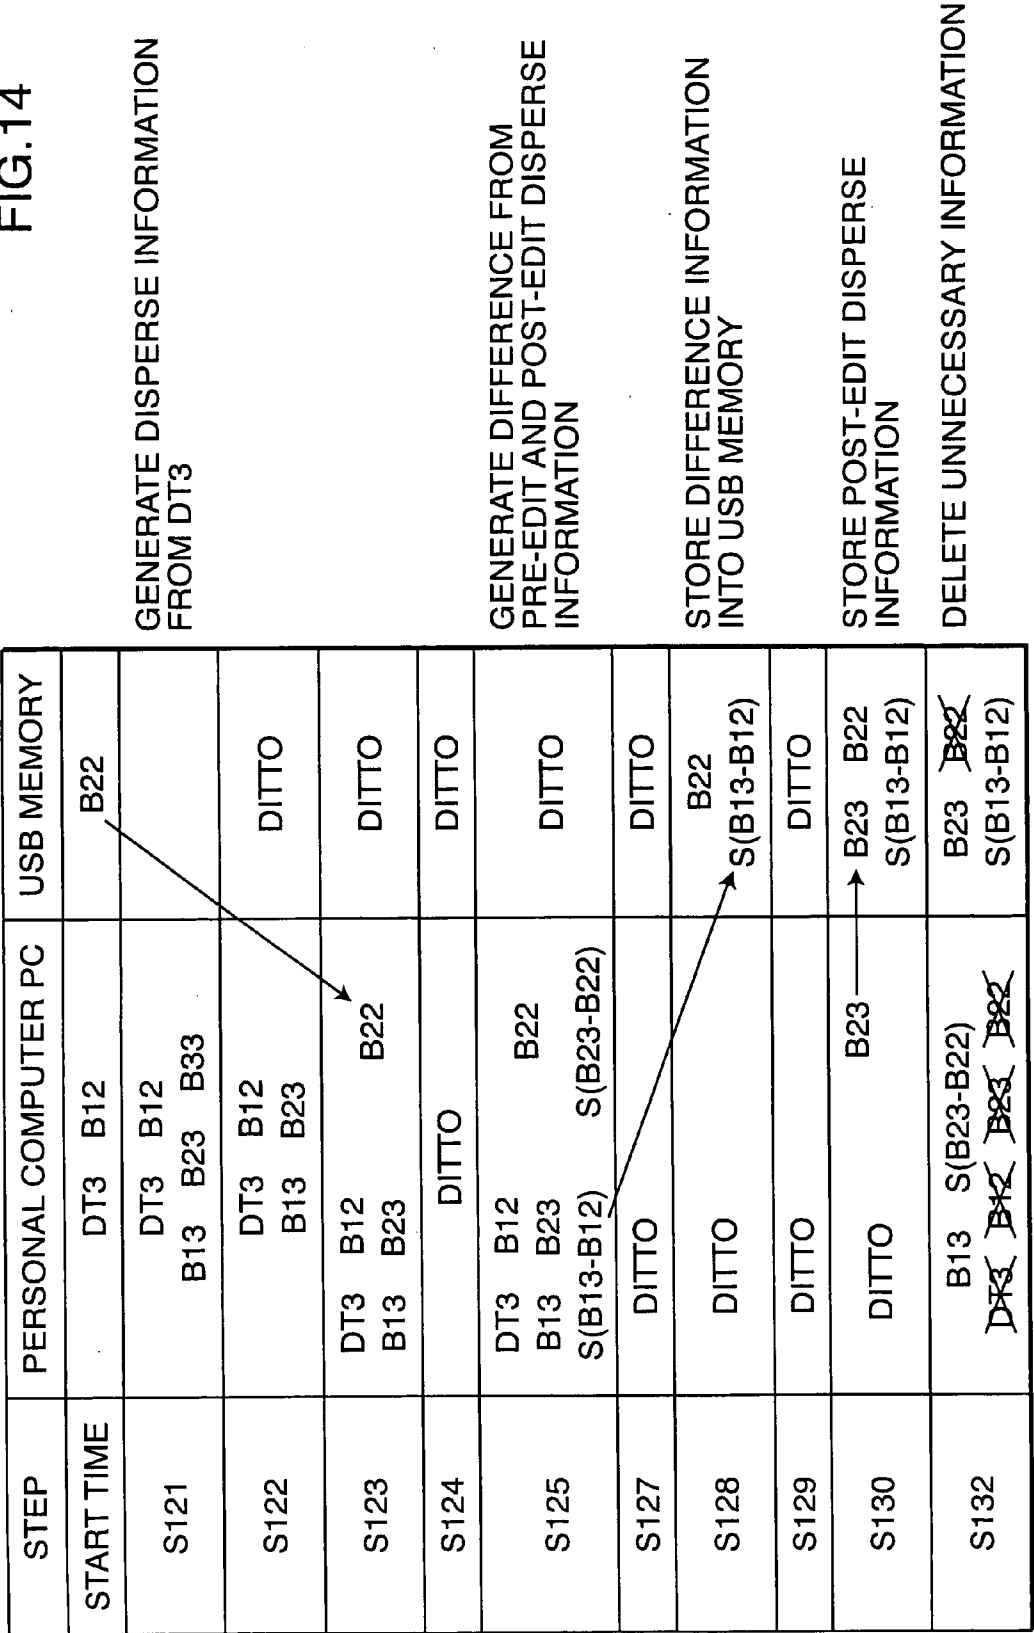 FIG.14
STEP PERSONAL COMPUTER PC USB MEMORY
START TIME DT3 B12 B22
S121 DT3 B12
B13 B23 B33
GENERATE DISPERSE INFORMATION
FROM DT3
S122 DT3 B12 DITTO
B13 B23
S123 DT3 B12 B22 DITTO
B13 B23
S124 DITTO DITTO
S125 DT3 B12 B22 DITTO
B13 B23
S(B13-B12) S(B23-B22)
GENERATE DIFFERENCE FROM
PRE-EDIT AND POST-EDIT DISPERSE
INFORMATION
S127 DITTO DITTO
S128 DITTO B22
S(B13-B12)
STORE DIFFERENCE INFORMATION
INTO USB MEMORY
S129 DITTO DITTO
S130 DITTO B23 B23 B22
S(B13-B12)
STORE POST-EDIT DISPERSE
INFORMATION
S132 B13 S(B23-B22) B23 B22
DT3 B12 B23 B22 S(B13-B12)
DELETE UNNECESSARY INFORMATION